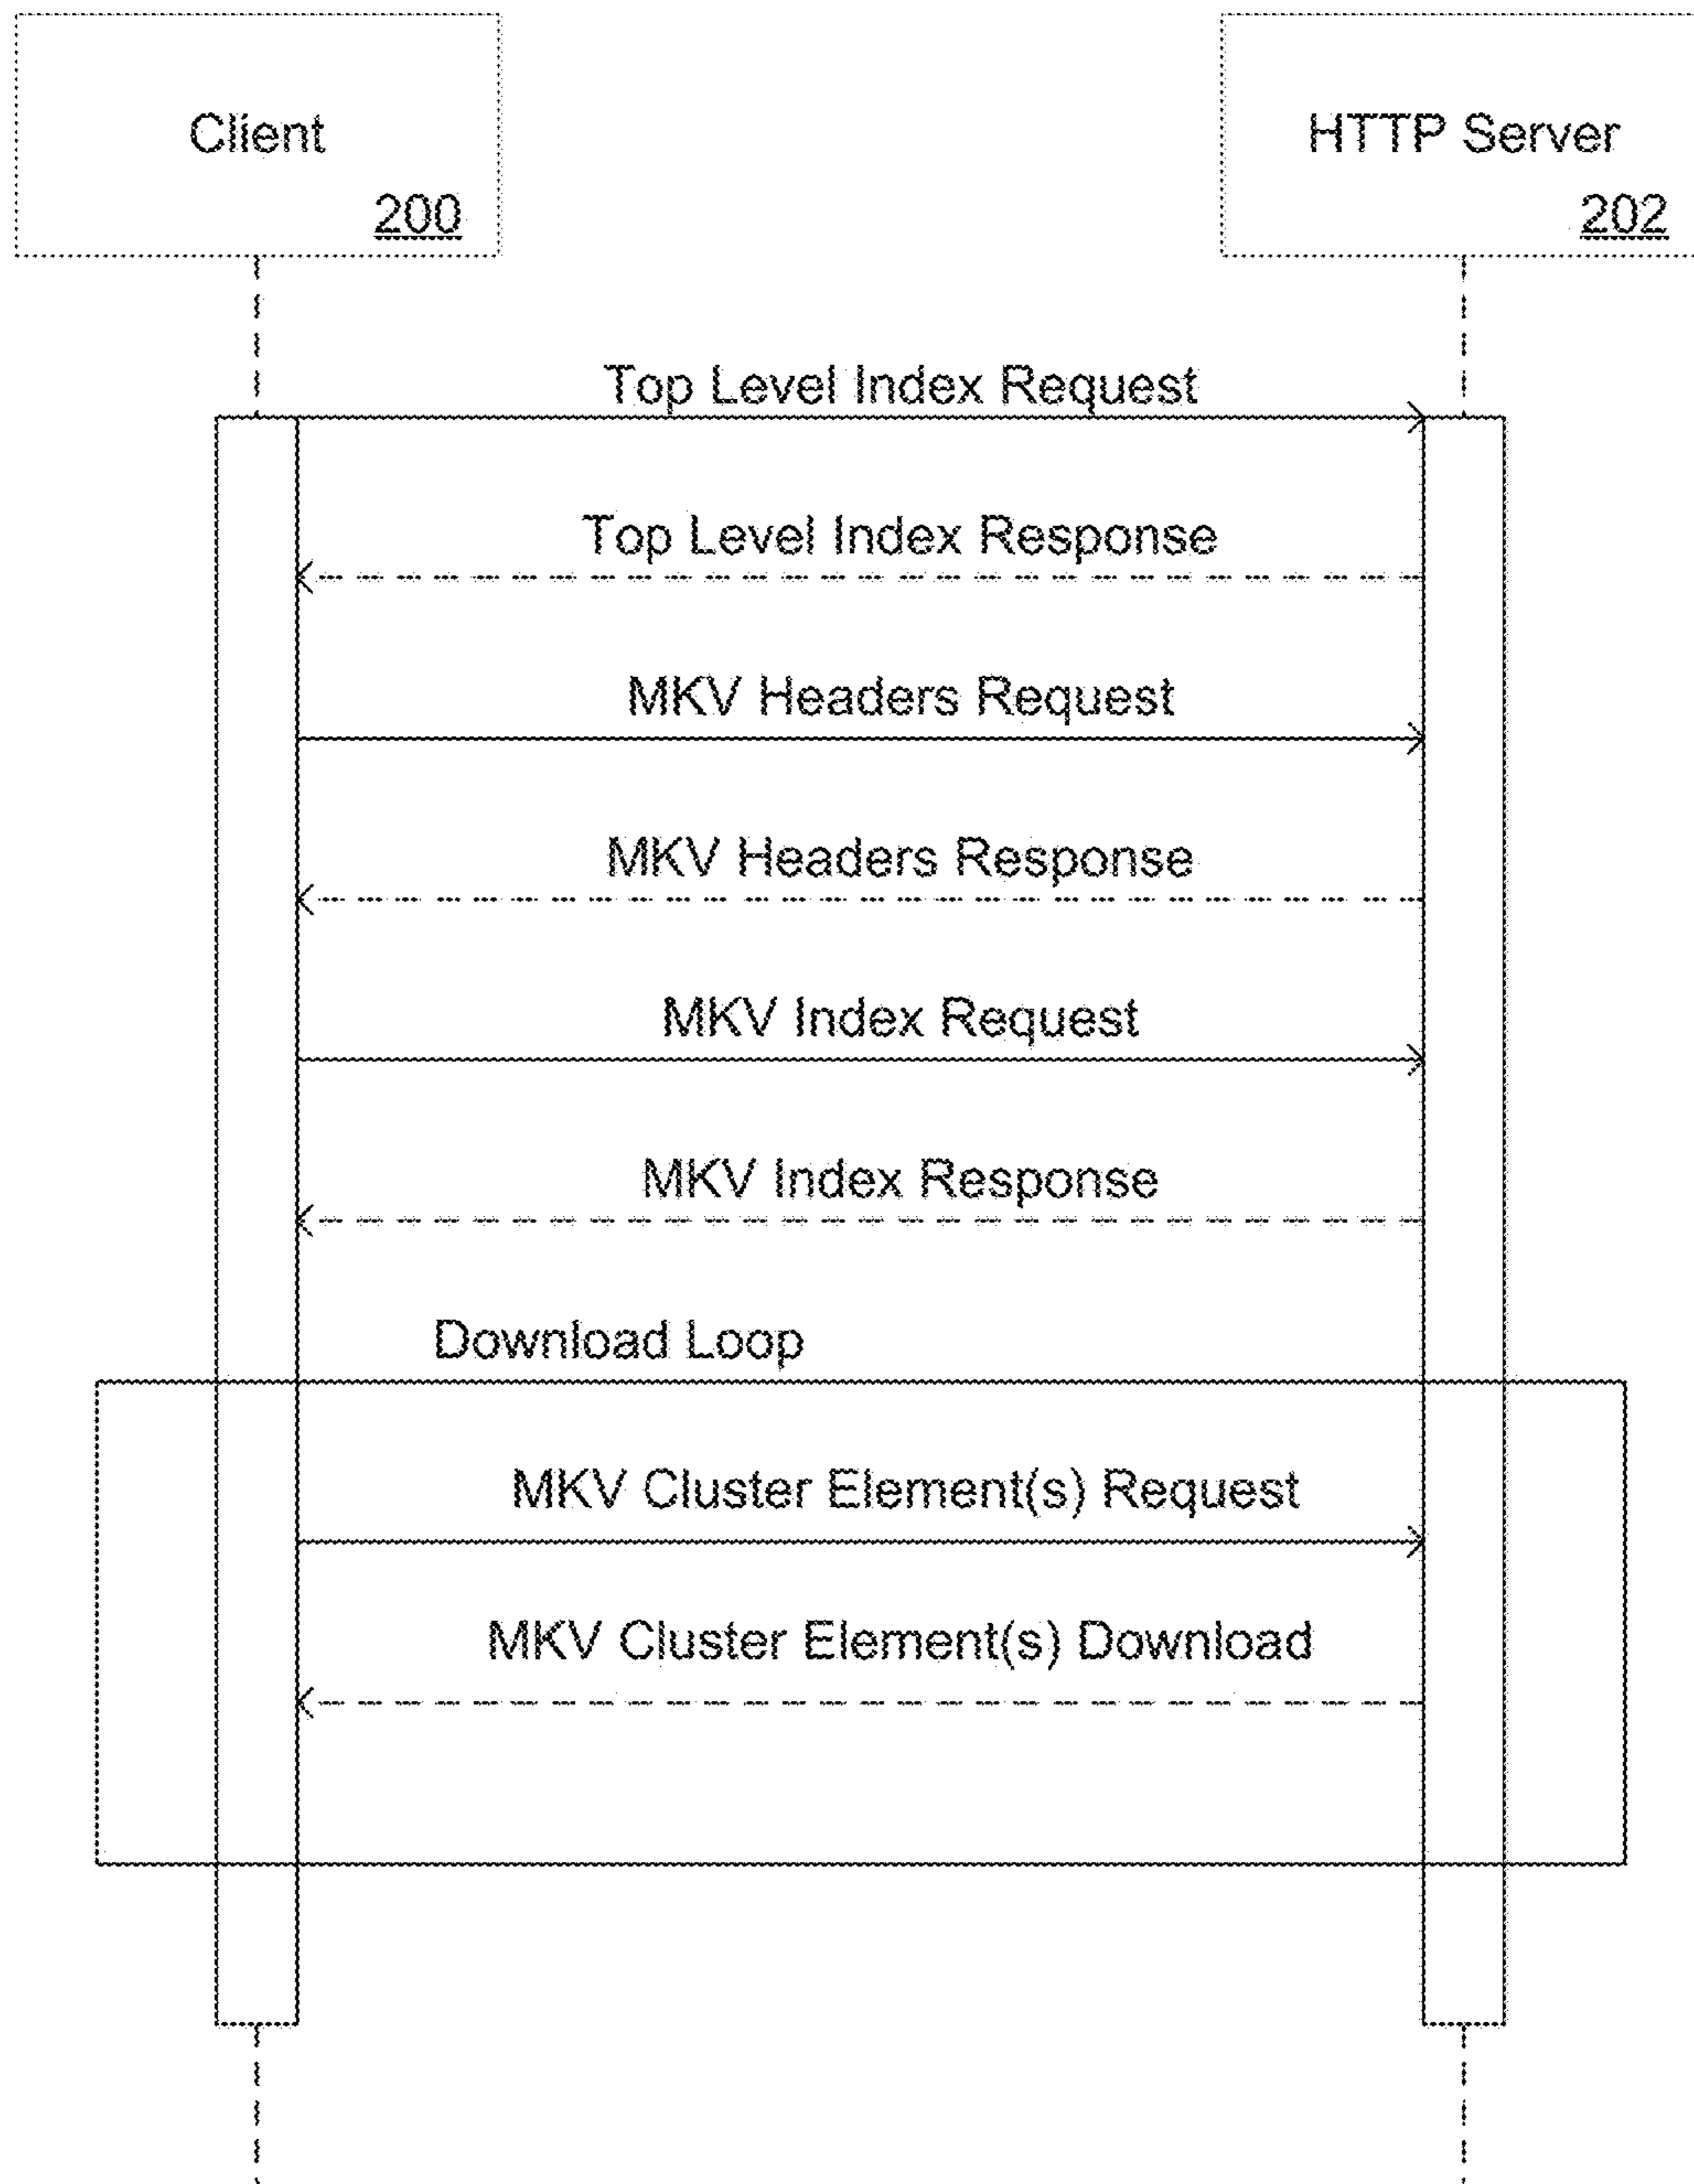 Client
200
HTTP Server
202
Top Level Index Request
Top Level Index Response
MKV Headers Request
MKV Headers Response
MKV Index Request
MKV Index Response
Download Loop
MKV Cluster Element(s) Request
MKV Cluster Element(s) Download